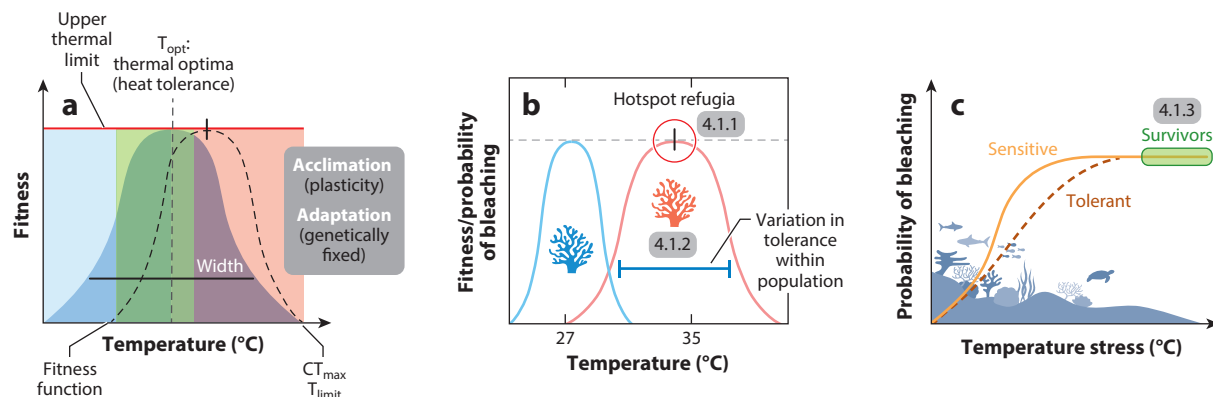 Upper
thermal
limit
T_opt:
thermal optima
(heat tolerance)
a
Fitness
Acclimation
(plasticity)
Adaptation
(genetically
fixed)
Width
Temperature (°C)
Fitness
function
CT_max
T_limit
b
Hotspot refugia
4.1.1
Fitness/probability
of bleaching
4.1.2
Variation in
tolerance
within
population
27
35
Temperature (°C)
c
4.1.3
Survivors
Sensitive
Tolerant
Probability of bleaching
Temperature stress (°C)